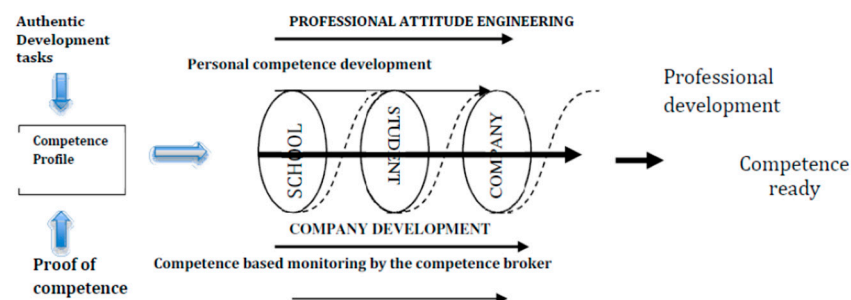 Authentic
Development
tasks
PROFESSIONAL ATTITUDE ENGINEERING
Personal competence development
Competence
Profile
SCHOOL
STUDENT
COMPANY
Professional
development
Competence
ready
COMPANY DEVELOPMENT
Proof of
competence
Competence based monitoring by the competence broker